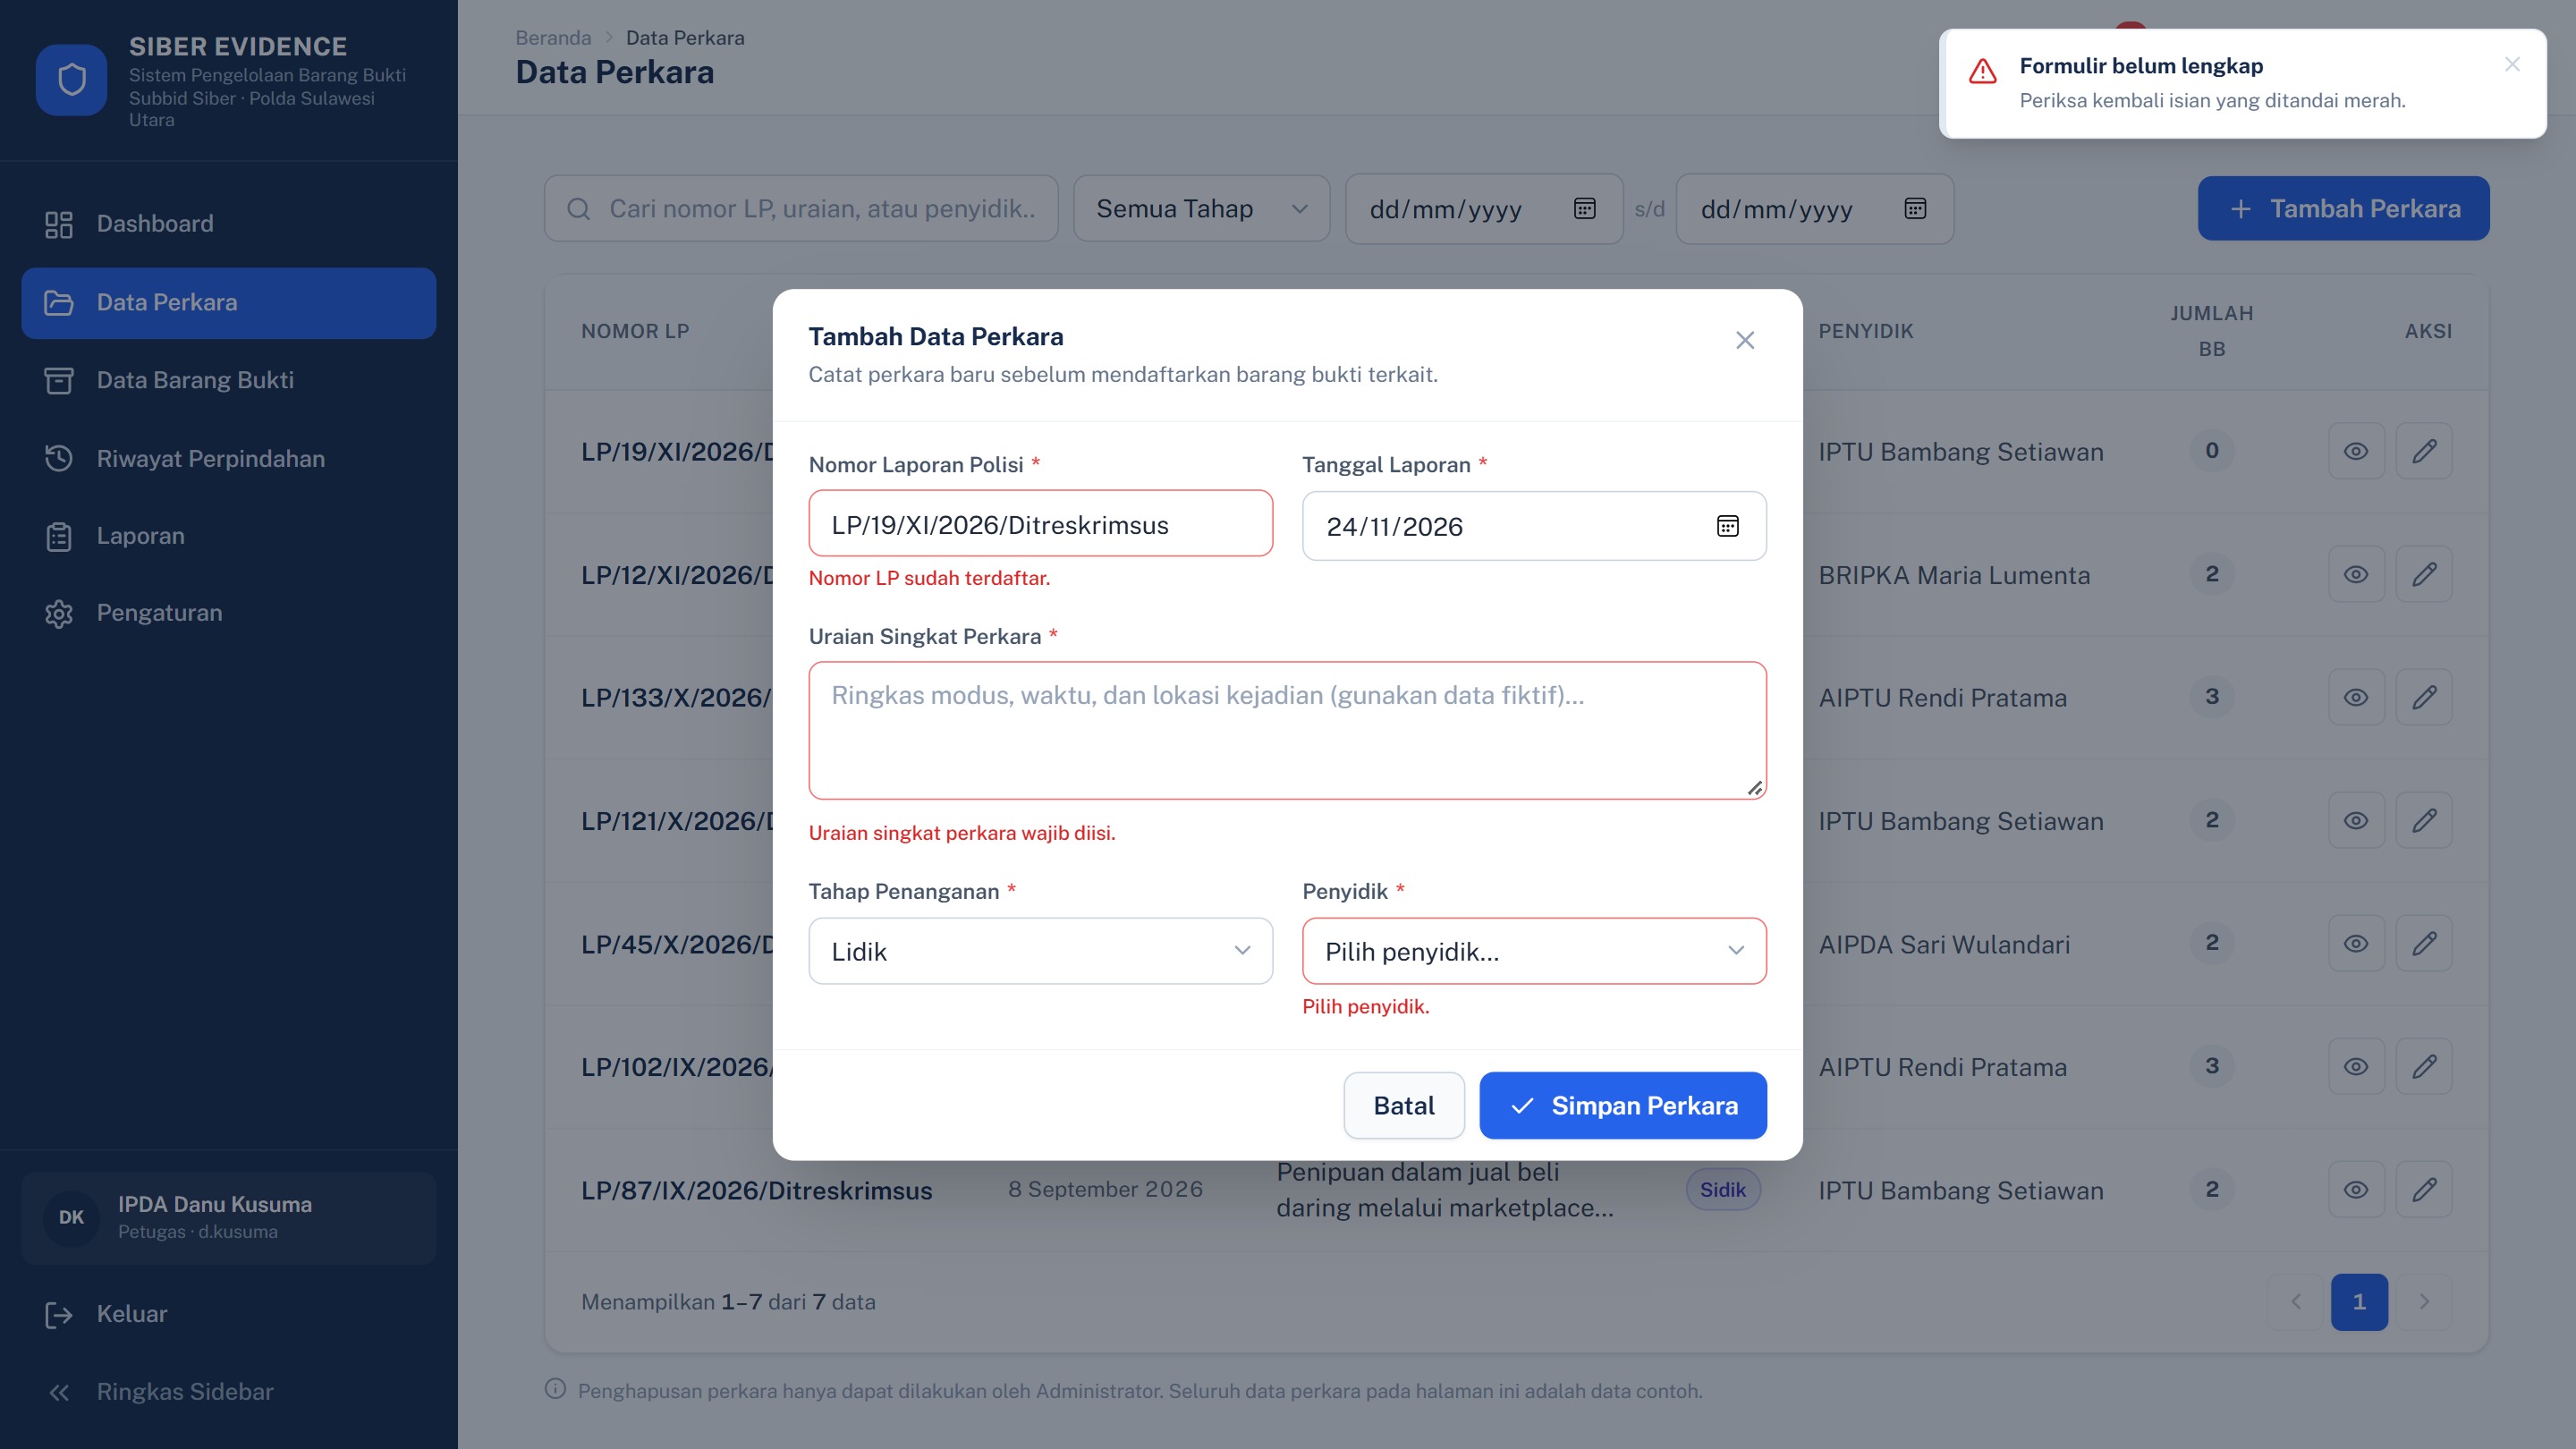 SIBER EVIDENCE
Sistem Pengelolaan Barang Bukti
Subbid Siber · Polda Sulawesi
Utara
Dashboard
Data Perkara
Data Barang Bukti
Riwayat Perpindahan
Laporan
Pengaturan
DK
IPDA Danu Kusuma
Petugas · d.kusuma
Keluar
Ringkas Sidebar
Beranda > Data Perkara
Data Perkara
Formulir belum lengkap
Periksa kembali isian yang ditandai merah.
Cari nomor LP, uraian, atau penyidik..
Semua Tahap
dd/mm/yyyy
s/d
dd/mm/yyyy
Tambah Perkara
NOMOR LP
PENYIDIK
JUMLAH
BB
AKSI
LP/19/XI/2026/D
IPTU Bambang Setiawan
0
LP/12/XI/2026/D
BRIPKA Maria Lumenta
2
LP/133/X/2026/
AIPTU Rendi Pratama
3
LP/121/X/2026/D
IPTU Bambang Setiawan
2
LP/45/X/2026/D
AIPDA Sari Wulandari
2
LP/102/IX/2026/
AIPTU Rendi Pratama
3
LP/87/IX/2026/Ditreskrimsus
8 September 2026
Penipuan dalam jual beli
daring melalui marketplace...
Sidik
IPTU Bambang Setiawan
2
Menampilkan 1–7 dari 7 data
1
Penghapusan perkara hanya dapat dilakukan oleh Administrator. Seluruh data perkara pada halaman ini adalah data contoh.
Tambah Data Perkara
Catat perkara baru sebelum mendaftarkan barang bukti terkait.
Nomor Laporan Polisi *
Tanggal Laporan *
LP/19/XI/2026/Ditreskrimsus
24/11/2026
Nomor LP sudah terdaftar.
Uraian Singkat Perkara *
Ringkas modus, waktu, dan lokasi kejadian (gunakan data fiktif)...
Uraian singkat perkara wajib diisi.
Tahap Penanganan *
Penyidik *
Lidik
Pilih penyidik...
Pilih penyidik.
Batal
Simpan Perkara